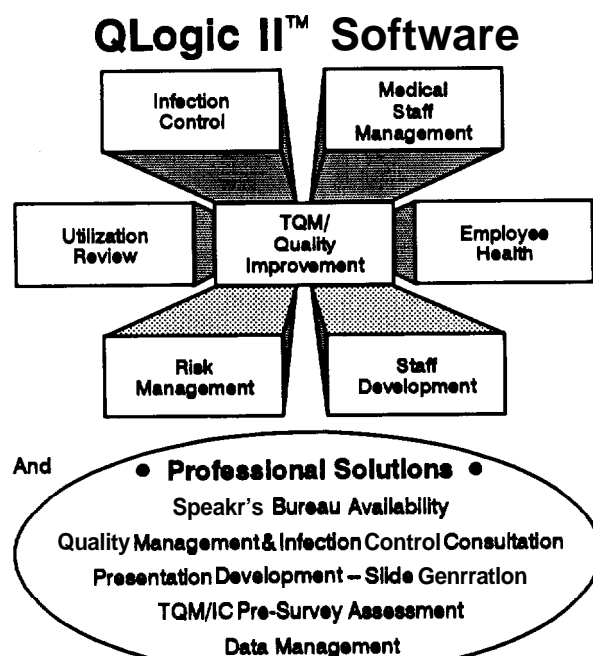 QLogic II™ Software
Infection
Control
Medical
Staff
Management
Utilization
Review
TQM/
Quality
Improvement
Employee
Health
Risk
Management
Staff
Development
And
• Professional Solutions •
Speakr's Bureau Availability
Quality Management & Infection Control Consultation
Presentation Development – Slide Genrration
TQM/IC Pre-Survey Assessment
Data Management